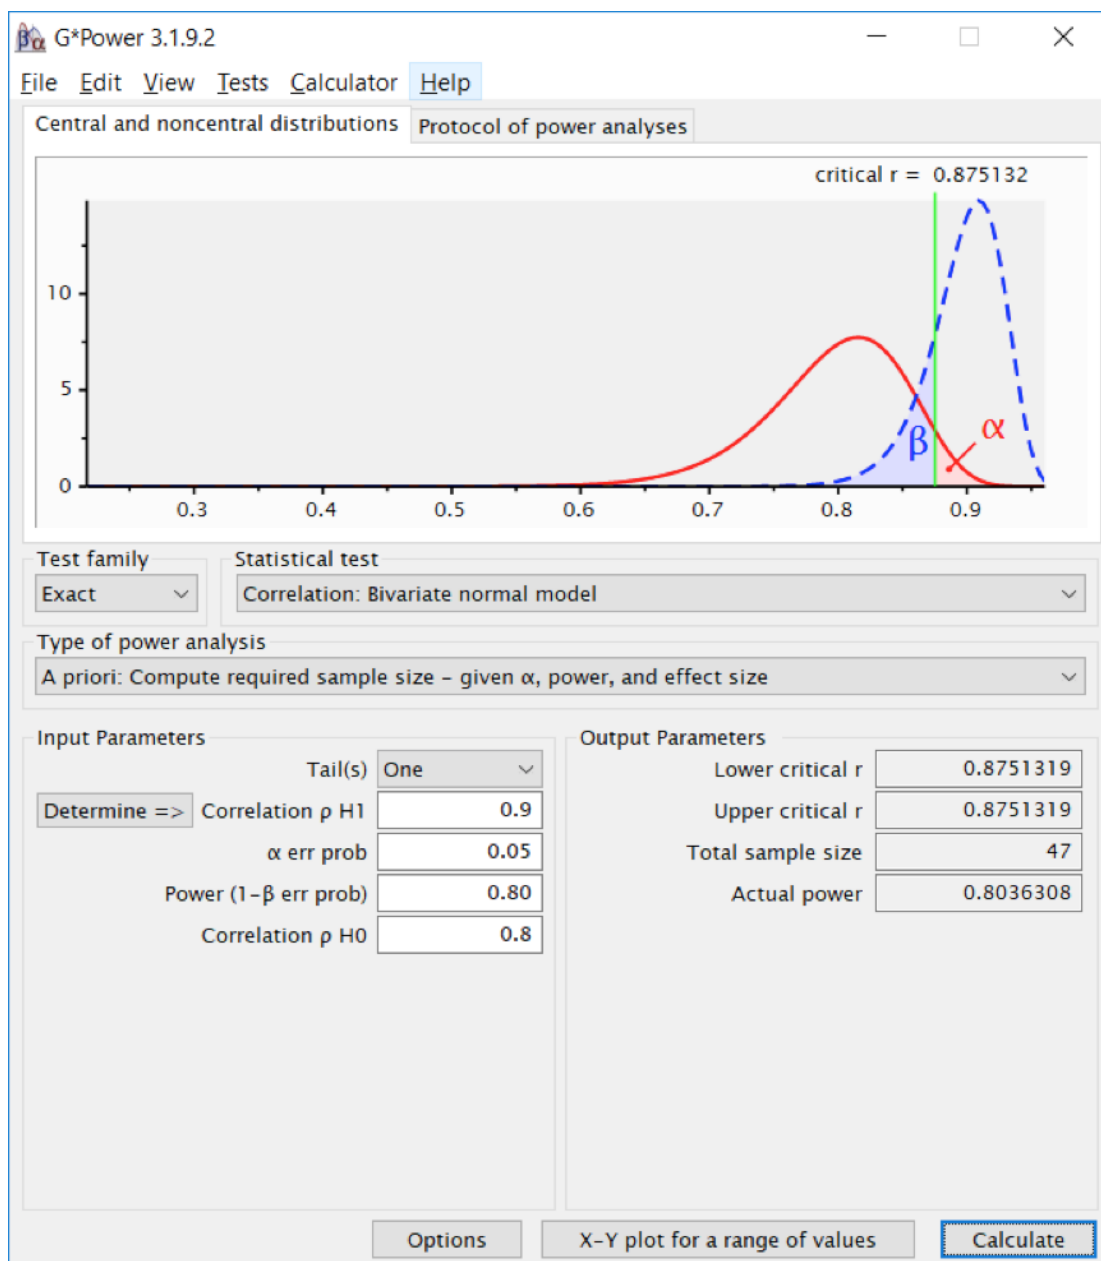 G*Power 3.1.9.2
File Edit View Tests Calculator Help
Central and noncentral distributions Protocol of power analyses
critical r = 0.875132
10
5
0
β
α
0.3 0.4 0.5 0.6 0.7 0.8 0.9
Test family Statistical test
Exact Correlation: Bivariate normal model
Type of power analysis
A priori: Compute required sample size - given α, power, and effect size
Input Parameters
Tail(s) One
Determine => Correlation ρ H1 0.9
α err prob 0.05
Power (1-β err prob) 0.80
Correlation ρ H0 0.8
Output Parameters
Lower critical r 0.8751319
Upper critical r 0.8751319
Total sample size 47
Actual power 0.8036308
Options X-Y plot for a range of values Calculate